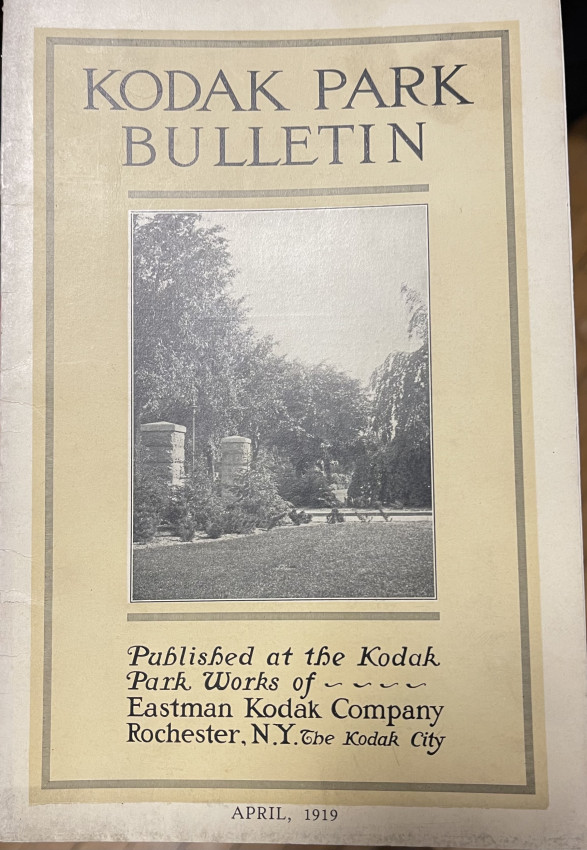 KODAK PARK
BULLETIN
Published at the Kodak
Park Works of ~ ~ ~ ~
Eastman Kodak Company
Rochester, N.Y. The Kodak City
APRIL, 1919